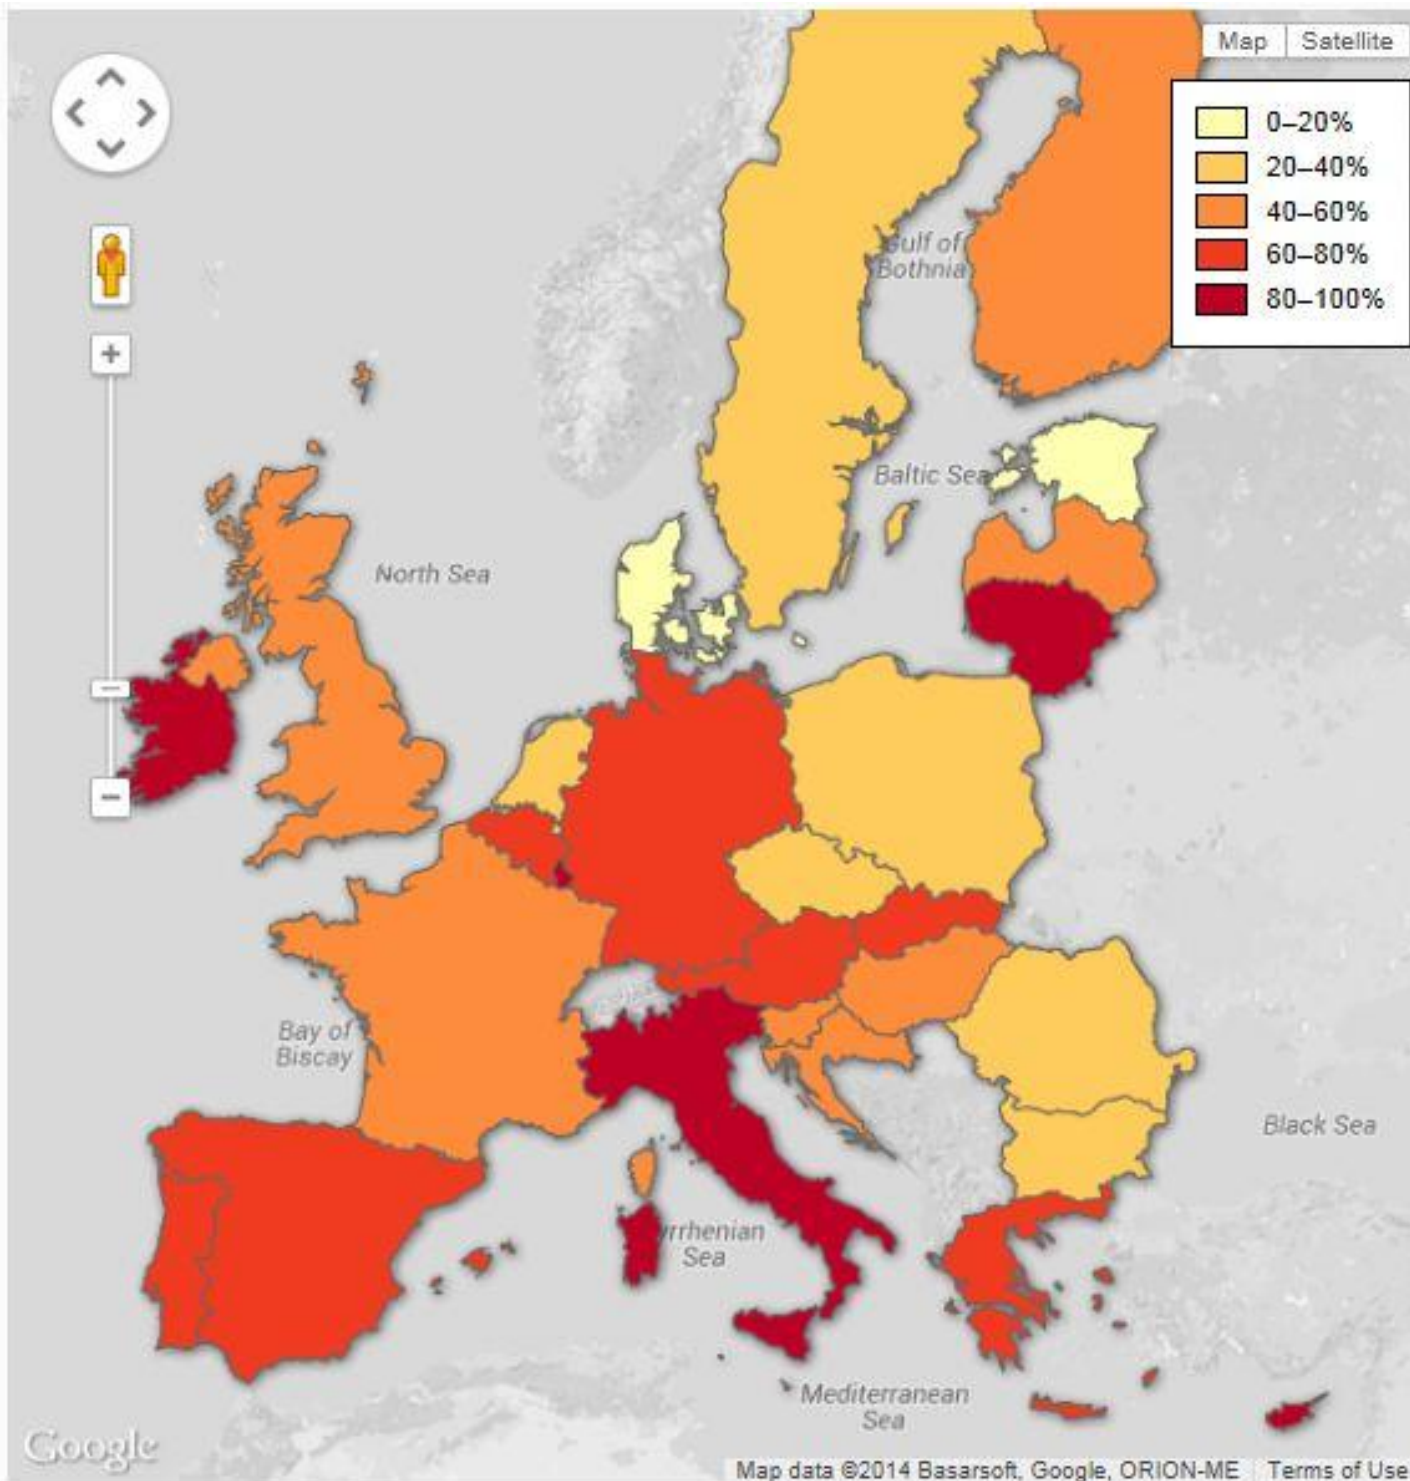 Map
Satellite
0–20%
20–40%
40–60%
60–80%
80–100%
Gulf of
Bothnia
Baltic Sea
North Sea
Bay of
Biscay
Black Sea
yrrhenian
Sea
Mediterranean
Sea
Google
Map data ©2014 Basarsoft, Google, ORION-ME
Terms of Use